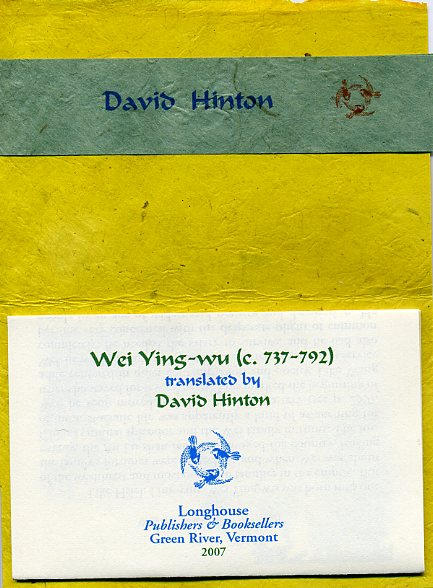 David Hinton
Wei Ying-wu (c. 737-792)
translated by
David Hinton
Longhouse
Publishers & Booksellers
Green River, Vermont
2007